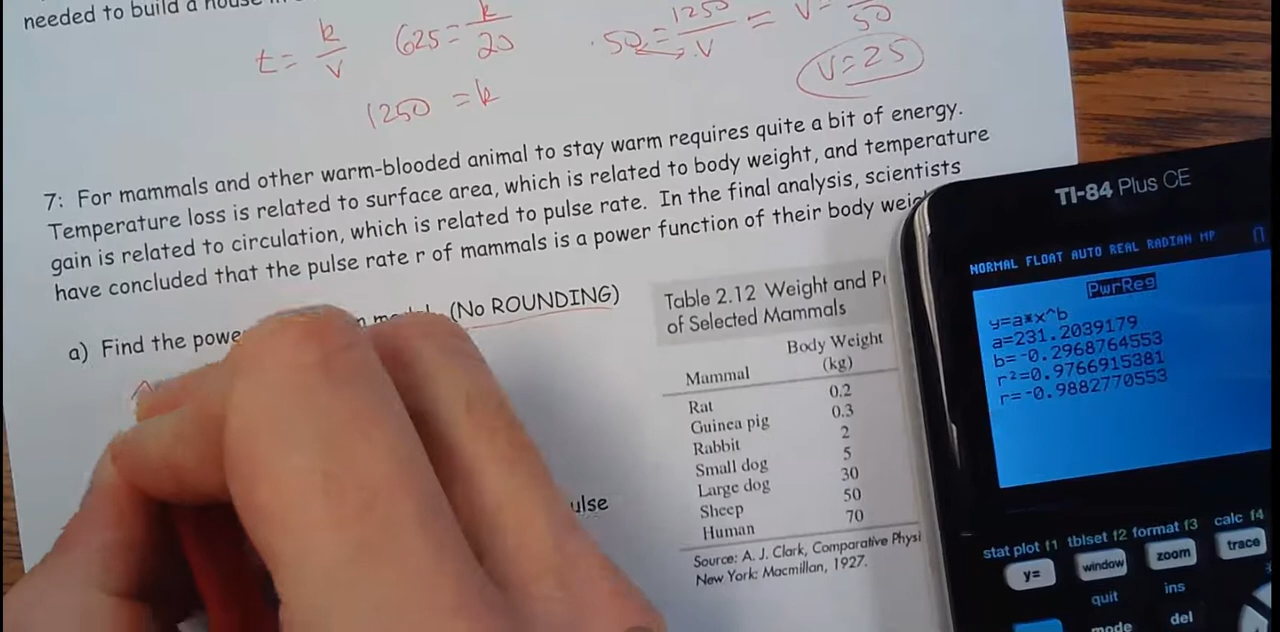 needed to build a house in
t = k/v 625 = k/20 .50 = 1250/v = v = /50
1250 = k
v = 25
7: For mammals and other warm-blooded animal to stay warm requires quite a bit of energy.
Temperature loss is related to surface area, which is related to body weight, and temperature
gain is related to circulation, which is related to pulse rate. In the final analysis, scientists
have concluded that the pulse rate r of mammals is a power function of their body
a) Find the power (No ROUNDING)
ulse
Table 2.12 Weight and
of Selected Mammals
Body Weight
Mammal (kg)
Rat 0.2
Guinea pig 0.3
Rabbit 2
Small dog 5
Large dog 30
Sheep 50
Human 70
Source: A. J. Clark, Comparative Physi
New York: Macmillan, 1927.
TI-84 Plus CE
NORMAL FLOAT AUTO REAL RADIAN MP
PwrReg
y=a*x^b
a=231.2039179
b=-0.2968764553
r²=0.9766915381
r=-0.9882770553
stat plot f1 tblset f2 format f3 calc f4
y= window zoom trace
quit ins
mode del